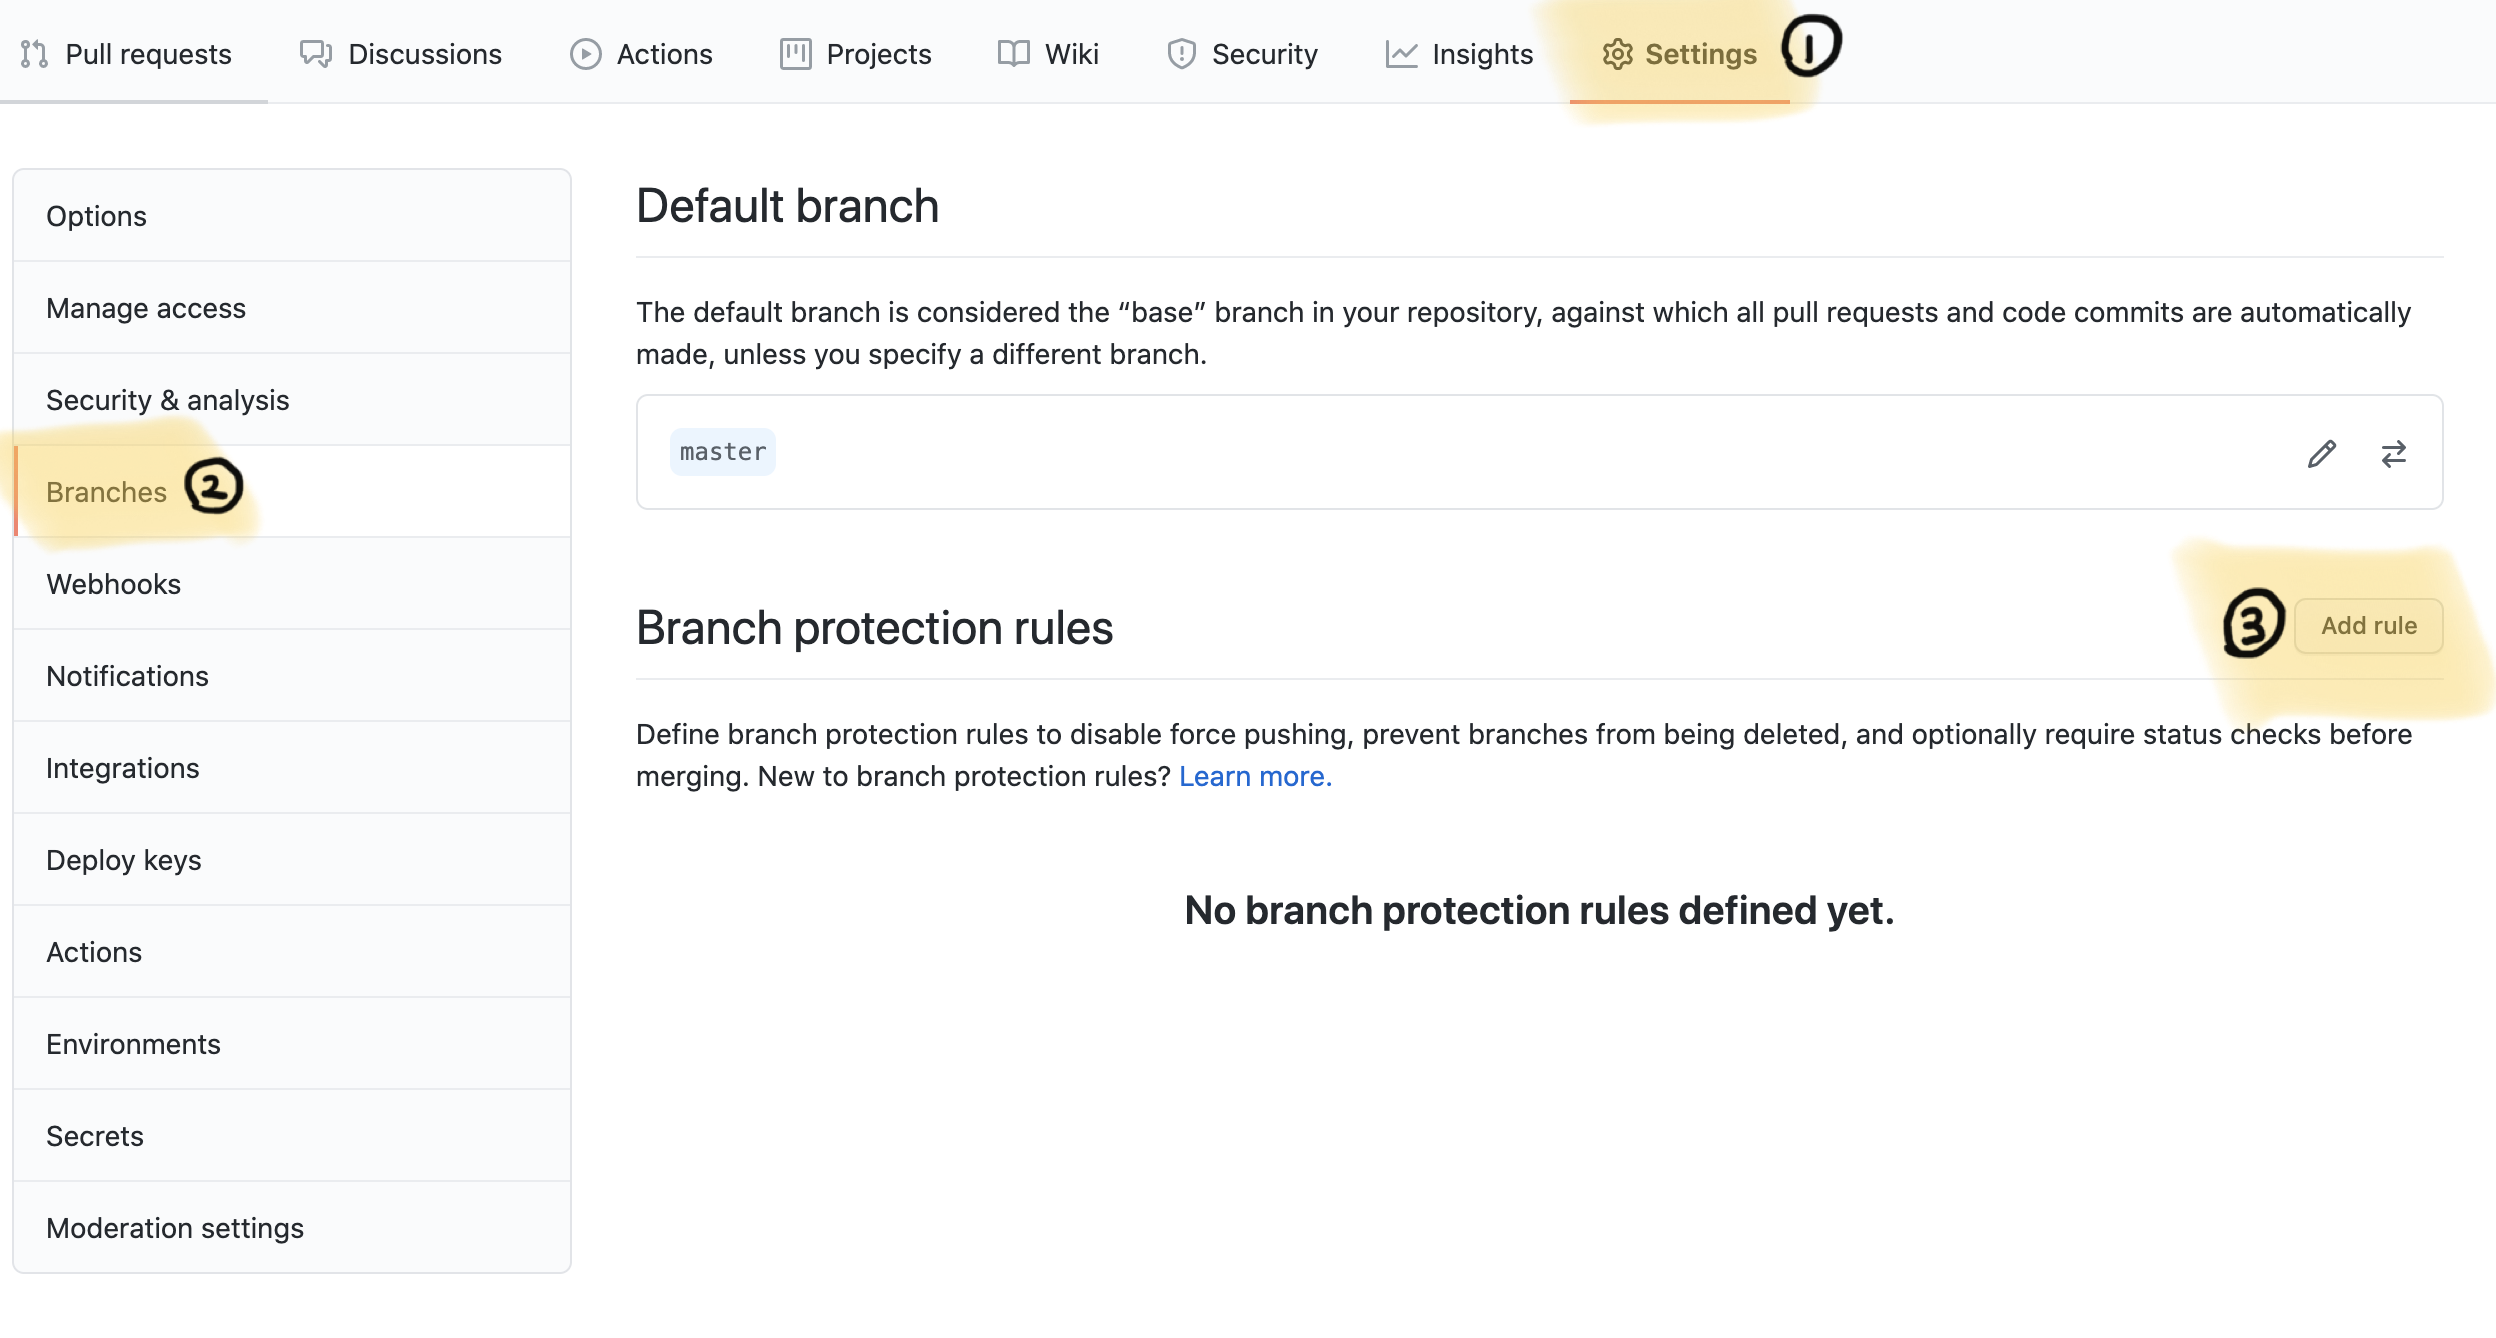 Pull requests Discussions Actions Projects Wiki Security Insights Settings 1
Options
Manage access
Security & analysis
Branches 2
Webhooks
Notifications
Integrations
Deploy keys
Actions
Environments
Secrets
Moderation settings
Default branch
The default branch is considered the “base” branch in your repository, against which all pull requests and code commits are automatically
made, unless you specify a different branch.
master
Branch protection rules
3 Add rule
Define branch protection rules to disable force pushing, prevent branches from being deleted, and optionally require status checks before
merging. New to branch protection rules? Learn more.
No branch protection rules defined yet.